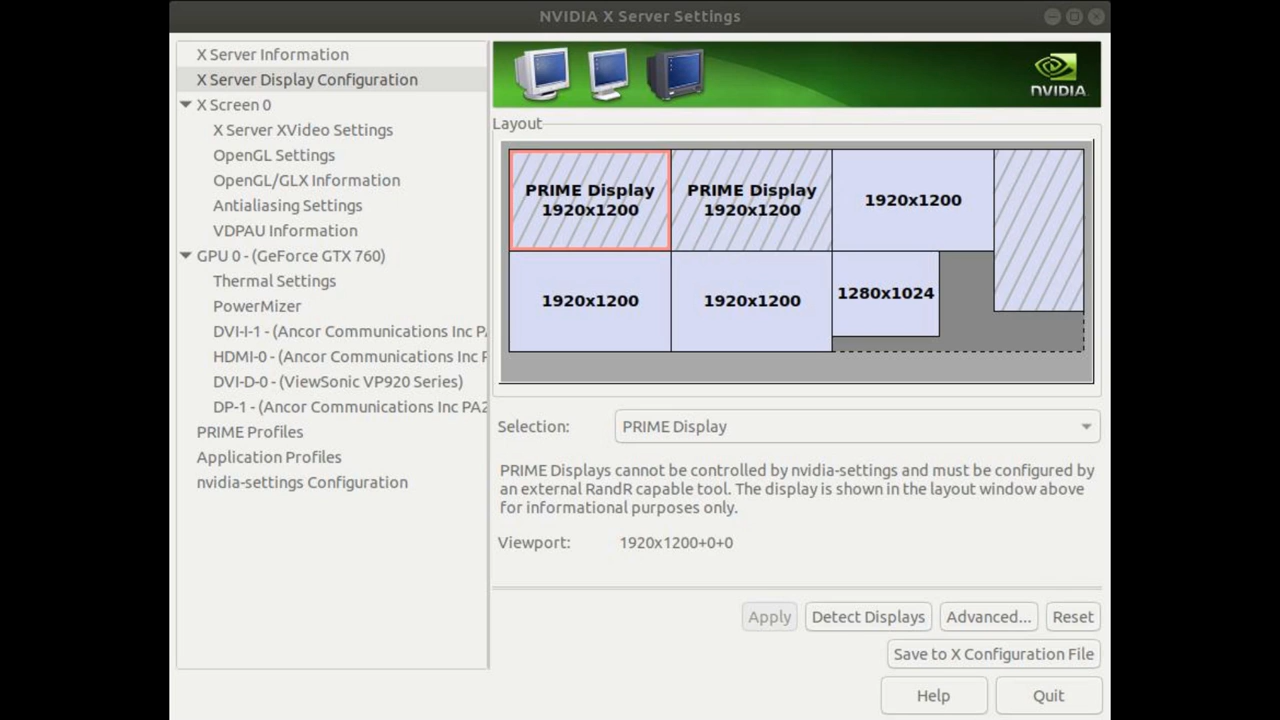 NVIDIA X Server Settings
X Server Information
X Server Display Configuration
X Screen 0
X Server XVideo Settings
OpenGL Settings
OpenGL/GLX Information
Antialiasing Settings
VDPAU Information
GPU 0 - (GeForce GTX 760)
Thermal Settings
PowerMizer
DVI-I-1 - (Ancor Communications Inc PA
HDMI-0 - (Ancor Communications Inc P
DVI-D-0 - (ViewSonic VP920 Series)
DP-1 - (Ancor Communications Inc PA2
PRIME Profiles
Application Profiles
nvidia-settings Configuration
NVIDIA.
Layout
PRIME Display
1920x1200
PRIME Display
1920x1200
1920x1200
1920x1200
1920x1200
1280x1024
Selection: PRIME Display
PRIME Displays cannot be controlled by nvidia-settings and must be configured by
an external RandR capable tool. The display is shown in the layout window above
for informational purposes only.
Viewport: 1920x1200+0+0
Apply Detect Displays Advanced... Reset
Save to X Configuration File
Help Quit